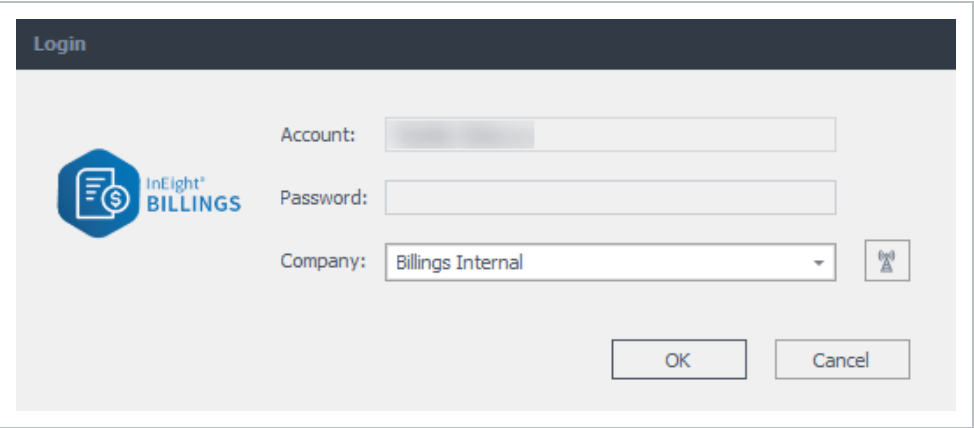 Login
Account:
InEight®
BILLINGS
Password:
Company:
Billings Internal
OK
Cancel